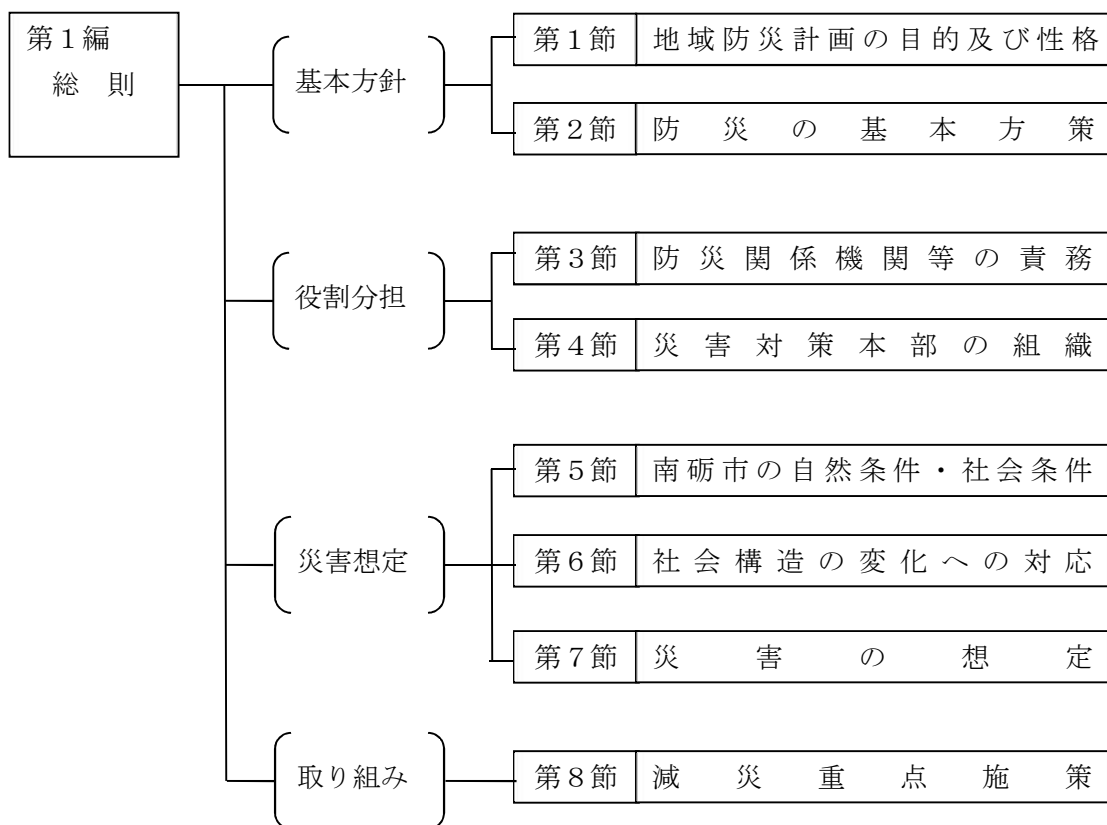 第1編
総則
基本方針
第1節 地域防災計画の目的及び性格
第2節 防災の基本方策
役割分担
第3節 防災関係機関等の責務
第4節 災害対策本部の組織
災害想定
第5節 南砺市の自然条件・社会条件
第6節 社会構造の変化への対応
第7節 災害の想定
取り組み
第8節 減災重点施策